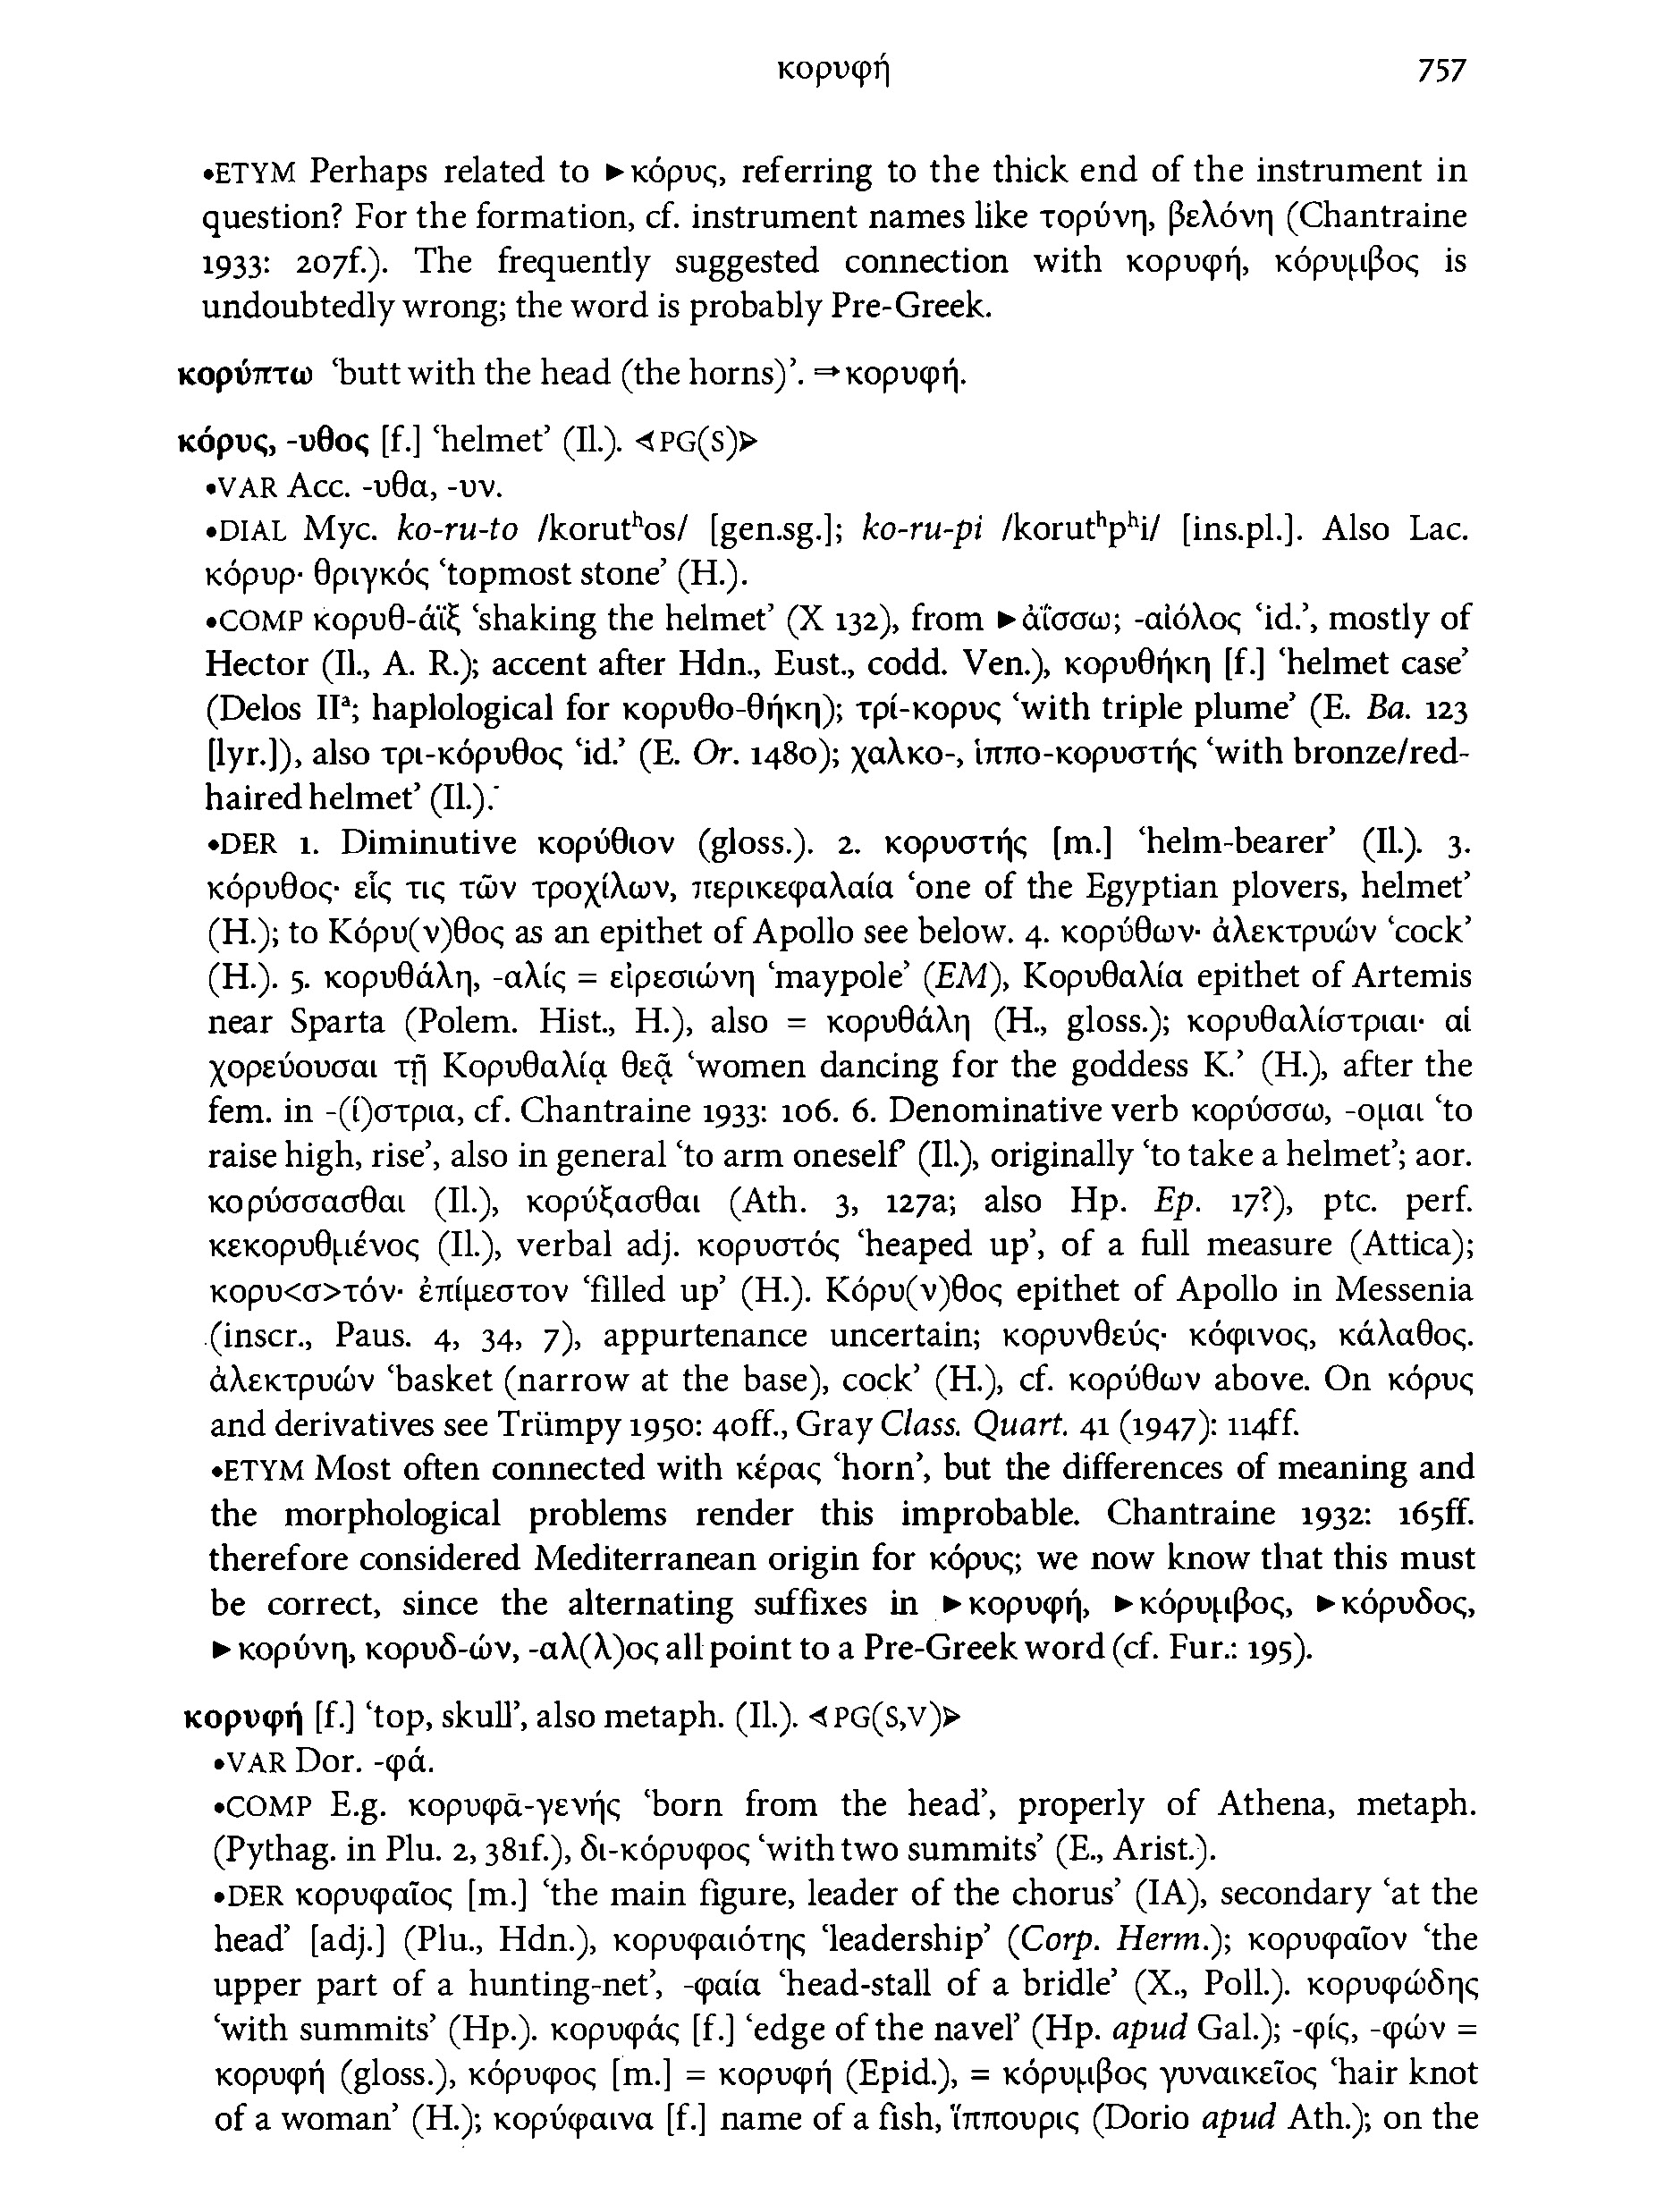 κορυφή 757
•ETYM Perhaps related to ►κόρυς, referring to the thick end of the instrument in
question? For the formation, cf. instrument names like τορύνη, βελόνη (Chantraine
1933: 207f.). The frequently suggested connection with κορυφή, κόρυμβος is
undoubtedly wrong; the word is probably Pre-Greek.
κορύπτω ‘butt with the head (the horns)’. ⇒κορυφή.
κόρυς, -υθος [f.] ‘helmet’ (Il.). ⊲PG(S)⊳
•VAR Acc. -υθα, -υν.
•DIAL Myc. ko-ru-to /korutʰos/ [gen.sg.]; ko-ru-pi /korutʰpʰi/ [ins.pl.]. Also Lac.
κόρυρ· θριγκός ‘topmost stone’ (H.).
•COMP κορυθ-άϊξ ‘shaking the helmet’ (X 132), from ►ἀΐσσω; -αιόλος ‘id.’, mostly of
Hector (Il., A. R.); accent after Hdn., Eust., codd. Ven.), κορυθήκη [f.] ‘helmet case’
(Delos IIᵃ; haplological for κορυθο-θήκη); τρί-κορυς ‘with triple plume’ (E. Ba. 123
[lyr.]), also τρι-κόρυθος ‘id.’ (E. Or. 1480); χαλκο-, ἱππο-κορυστής ‘with bronze/red-
haired helmet’ (Il.).
•DER 1. Diminutive κορύθιον (gloss.). 2. κορυστής [m.] ‘helm-bearer’ (Il.). 3.
κόρυθος· εἷς τις τῶν τροχίλων, περικεφαλαία ‘one of the Egyptian plovers, helmet’
(H.); to Κόρυ(ν)θος as an epithet of Apollo see below. 4. κορύθων· ἀλεκτρυών ‘cock’
(H.). 5. κορυθάλη, -αλίς = εἰρεσιώνη ‘maypole’ (EM), Κορυθαλία epithet of Artemis
near Sparta (Polem. Hist., H.), also = κορυθάλη (H., gloss.); κορυθαλίστριαι· αἱ
χορεύουσαι τῇ Κορυθαλίᾳ θεᾷ ‘women dancing for the goddess K.’ (H.), after the
fem. in -(ί)στρια, cf. Chantraine 1933: 106. 6. Denominative verb κορύσσω, -ομαι ‘to
raise high, rise’, also in general ‘to arm oneself’ (Il.), originally ‘to take a helmet’; aor.
κορύσσασθαι (Il.), κορύξασθαι (Ath. 3, 127a; also Hp. Ep. 17?), ptc. perf.
κεκορυθμένος (Il.), verbal adj. κορυστός ‘heaped up’, of a full measure (Attica);
κορυ<σ>τόν· ἐπίμεστον ‘filled up’ (H.). Κόρυ(ν)θος epithet of Apollo in Messenia
(inscr., Paus. 4, 34, 7), appurtenance uncertain; κορυνθεύς· κόφινος, κάλαθος.
ἀλεκτρυών ‘basket (narrow at the base), cock’ (H.), cf. κορύθων above. On κόρυς
and derivatives see Trümpy 1950: 40ff., Gray Class. Quart. 41 (1947): 114ff.
•ETYM Most often connected with κέρας ‘horn’, but the differences of meaning and
the morphological problems render this improbable. Chantraine 1932: 165ff.
therefore considered Mediterranean origin for κόρυς; we now know that this must
be correct, since the alternating suffixes in ►κορυφή, ►κόρυμβος, ►κόρυδος,
►κορύνη, κορυδ-ών, -αλ(λ)ος all point to a Pre-Greek word (cf. Fur.: 195).
κορυφή [f.] ‘top, skull’, also metaph. (Il.). ⊲PG(S,V)⊳
•VAR Dor. -φά.
•COMP E.g. κορυφᾱ-γενής ‘born from the head’, properly of Athena, metaph.
(Pythag. in Plu. 2, 381f.), δι-κόρυφος ‘with two summits’ (E., Arist.).
•DER κορυφαῖος [m.] ‘the main figure, leader of the chorus’ (IA), secondary ‘at the
head’ [adj.] (Plu., Hdn.), κορυφαιότης ‘leadership’ (Corp. Herm.); κορυφαῖον ‘the
upper part of a hunting-net’, -φαία ‘head-stall of a bridle’ (X., Poll.). κορυφώδης
‘with summits’ (Hp.). κορυφάς [f.] ‘edge of the navel’ (Hp. apud Gal.); -φίς, -φών =
κορυφή (gloss.), κόρυφος [m.] = κορυφή (Epid.), = κόρυμβος γυναικεῖος ‘hair knot
of a woman’ (H.); κορύφαινα [f.] name of a fish, ἵππουρις (Dorio apud Ath.); on the